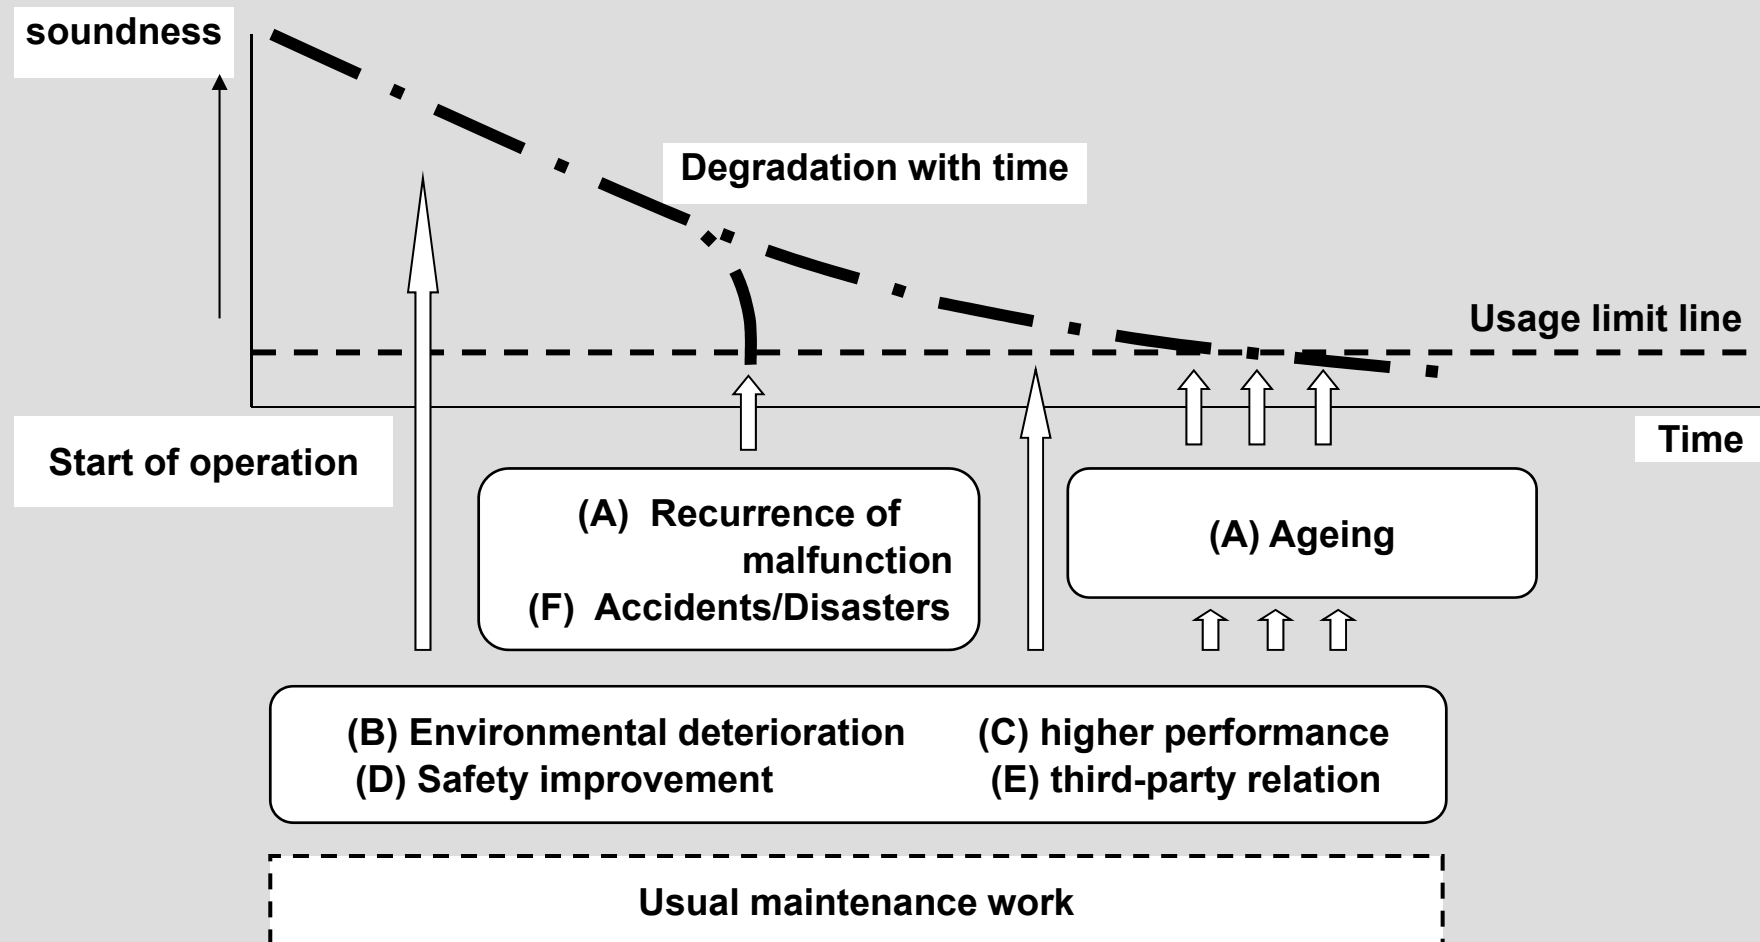 soundness
Degradation with time
Usage limit line
Time
Start of operation
(A) Recurrence of
malfunction
(F) Accidents/Disasters
(A) Ageing
(B) Environmental deterioration (C) higher performance
(D) Safety improvement (E) third-party relation
Usual maintenance work